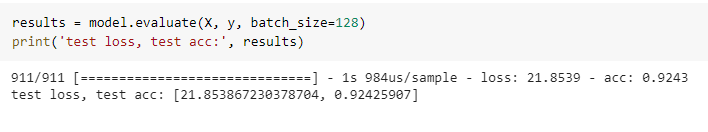 results = model.evaluate(X, y, batch_size=128)
print('test loss, test acc:', results)
911/911 [==============================] - 1s 984us/sample - loss: 21.8539 - acc: 0.9243
test loss, test acc: [21.853867230378704, 0.92425907]